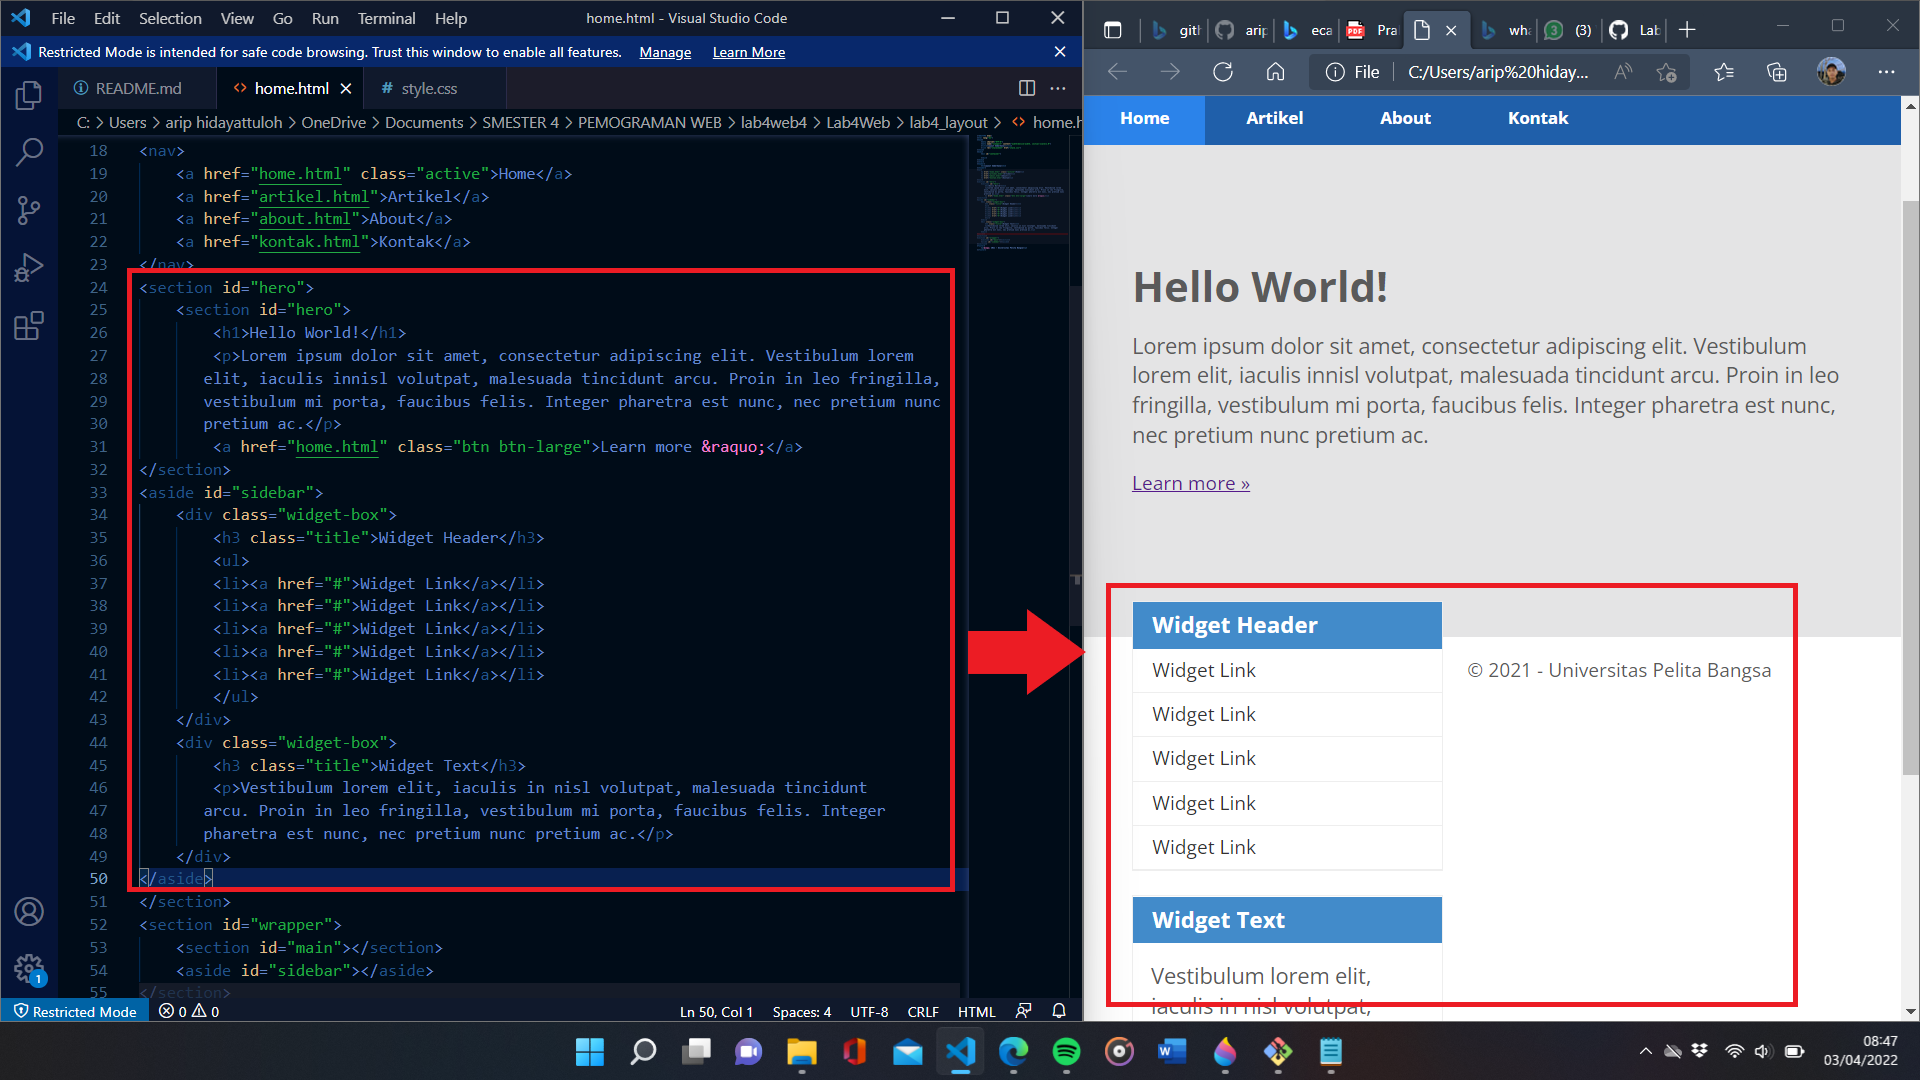 File Edit Selection View Go Run Terminal Help home.html - Visual Studio Code
Restricted Mode is intended for safe code browsing. Trust this window to enable all features. Manage Learn More
README.md home.html style.css
C: > Users > arip hidayattuloh > OneDrive > Documents > SMESTER 4 > PEMOGRAMAN WEB > lab4web4 > Lab4Web > lab4_layout > home.h
18 <nav>
19 <a href="home.html" class="active">Home</a>
20 <a href="artikel.html">Artikel</a>
21 <a href="about.html">About</a>
22 <a href="kontak.html">Kontak</a>
23 </nav>
24 <section id="hero">
25 <section id="hero">
26 <h1>Hello World!</h1>
27 <p>Lorem ipsum dolor sit amet, consectetur adipiscing elit. Vestibulum lorem
28 elit, iaculis innisl volutpat, malesuada tincidunt arcu. Proin in leo fringilla,
29 vestibulum mi porta, faucibus felis. Integer pharetra est nunc, nec pretium nunc
30 pretium ac.</p>
31 <a href="home.html" class="btn btn-large">Learn more &raquo;</a>
32 </section>
33 <aside id="sidebar">
34 <div class="widget-box">
35 <h3 class="title">Widget Header</h3>
36 <ul>
37 <li><a href="#">Widget Link</a></li>
38 <li><a href="#">Widget Link</a></li>
39 <li><a href="#">Widget Link</a></li>
40 <li><a href="#">Widget Link</a></li>
41 <li><a href="#">Widget Link</a></li>
42 </ul>
43 </div>
44 <div class="widget-box">
45 <h3 class="title">Widget Text</h3>
46 <p>Vestibulum lorem elit, iaculis in nisl volutpat, malesuada tincidunt
47 arcu. Proin in leo fringilla, vestibulum mi porta, faucibus felis. Integer
48 pharetra est nunc, nec pretium nunc pretium ac.</p>
49 </div>
50 </aside>
51 </section>
52 <section id="wrapper">
53 <section id="main"></section>
54 <aside id="sidebar"></aside>
55 </section>
Restricted Mode 0 0 Ln 50, Col 1 Spaces: 4 UTF-8 CRLF HTML
1
gith arip eca PDF Pra wha 3 (3) Lab
File C:/Users/arip%20hiday...
Home Artikel About Kontak
Hello World!
Lorem ipsum dolor sit amet, consectetur adipiscing elit. Vestibulum
lorem elit, iaculis innisl volutpat, malesuada tincidunt arcu. Proin in leo
fringilla, vestibulum mi porta, faucibus felis. Integer pharetra est nunc,
nec pretium nunc pretium ac.
Learn more »
Widget Header
Widget Link
Widget Link
Widget Link
Widget Link
Widget Link
© 2021 - Universitas Pelita Bangsa
Widget Text
Vestibulum lorem elit,
iaculis in nisl volutpat,
08:47
03/04/2022